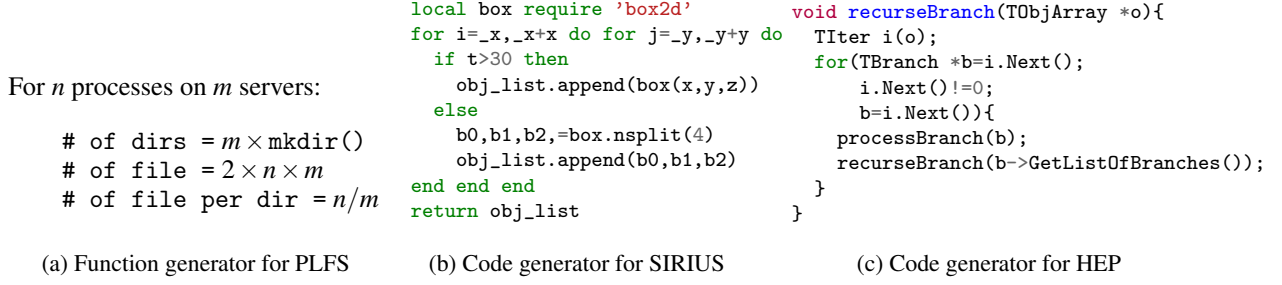 For n processes on m servers:
# of dirs = m × mkdir()
# of file = 2 × n × m
# of file per dir = n/m
(a) Function generator for PLFS
local box require ’box2d’
for i=_x,_x+x do for j=_y,_y+y do
if t>30 then
obj_list.append(box(x,y,z))
else
b0,b1,b2,=box.nsplit(4)
obj_list.append(b0,b1,b2)
end end end
return obj_list
(b) Code generator for SIRIUS
void recurseBranch(TObjArray *o){
TIter i(o);
for(TBranch *b=i.Next();
i.Next()!=0;
b=i.Next()){
processBranch(b);
recurseBranch(b->GetListOfBranches());
}
}
(c) Code generator for HEP